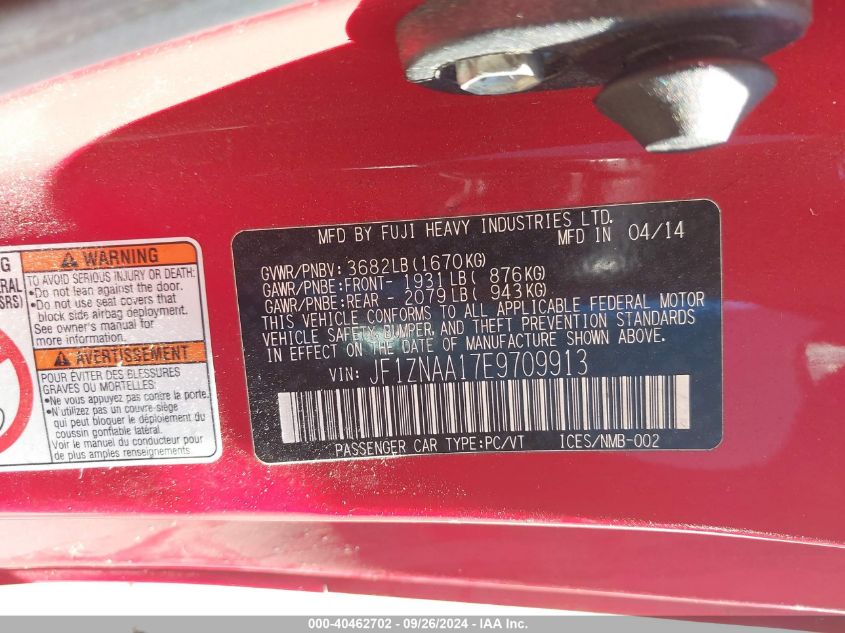 NG
ERAL
SRS)
WARNING
TO AVOID SERIOUS INJURY OR DEATH:
•Do not lean against the door.
•Do not use seat covers that
block side airbag deployment.
See owner's manual for
more information.
AVERTISSEMENT
POUR ÉVITER DES BLESSURES
GRAVES OU MORTELLES:
•Ne vous appuyez pas contre la porte.
•N'utilisez pas un couvre-siège
qui peut bloquer le déploiement du
coussin gonflable latéral.
Voir le manuel du conducteur pour
de plus amples informations.
MFD BY FUJI HEAVY INDUSTRIES LTD.
MFD IN 04/14
GVWR/PNBV: 3682LB(1670KG)
GAWR/PNBE:FRONT- 1931LB( 876KG)
GAWR/PNBE:REAR - 2079LB( 943KG)
THIS VEHICLE CONFORMS TO ALL APPLICABLE FEDERAL MOTOR
VEHICLE SAFETY,BUMPER,AND THEFT PREVENTION STANDARDS
IN EFFECT ON THE DATE OF MANUFACTURE SHOWN ABOVE.
VIN: JF1ZNAA17E9709913
PASSENGER CAR TYPE:PC/VT ICES/NMB-002
000-40462702 - 09/26/2024 - IAA Inc.